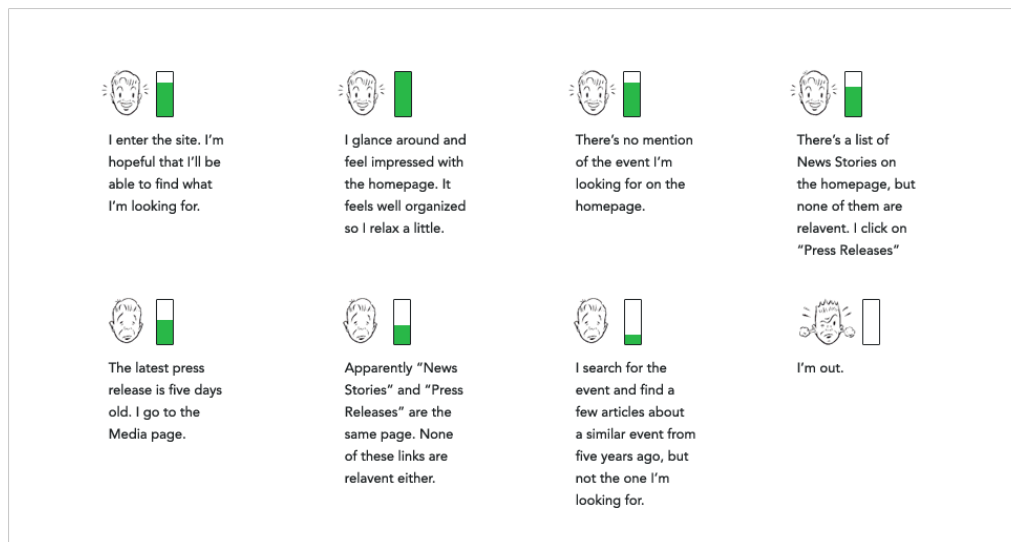 I enter the site. I'm
hopeful that I'll be
able to find what
I'm looking for.
I glance around and
feel impressed with
the homepage. It
feels well organized
so I relax a little.
There's no mention
of the event I'm
looking for on the
homepage.
There's a list of
News Stories on
the homepage, but
none of them are
relavent. I click on
“Press Releases”
The latest press
release is five days
old. I go to the
Media page.
Apparently “News
Stories” and “Press
Releases” are the
same page. None
of these links are
relavent either.
I search for the
event and find a
few articles about
a similar event from
five years ago, but
not the one I'm
looking for.
I'm out.